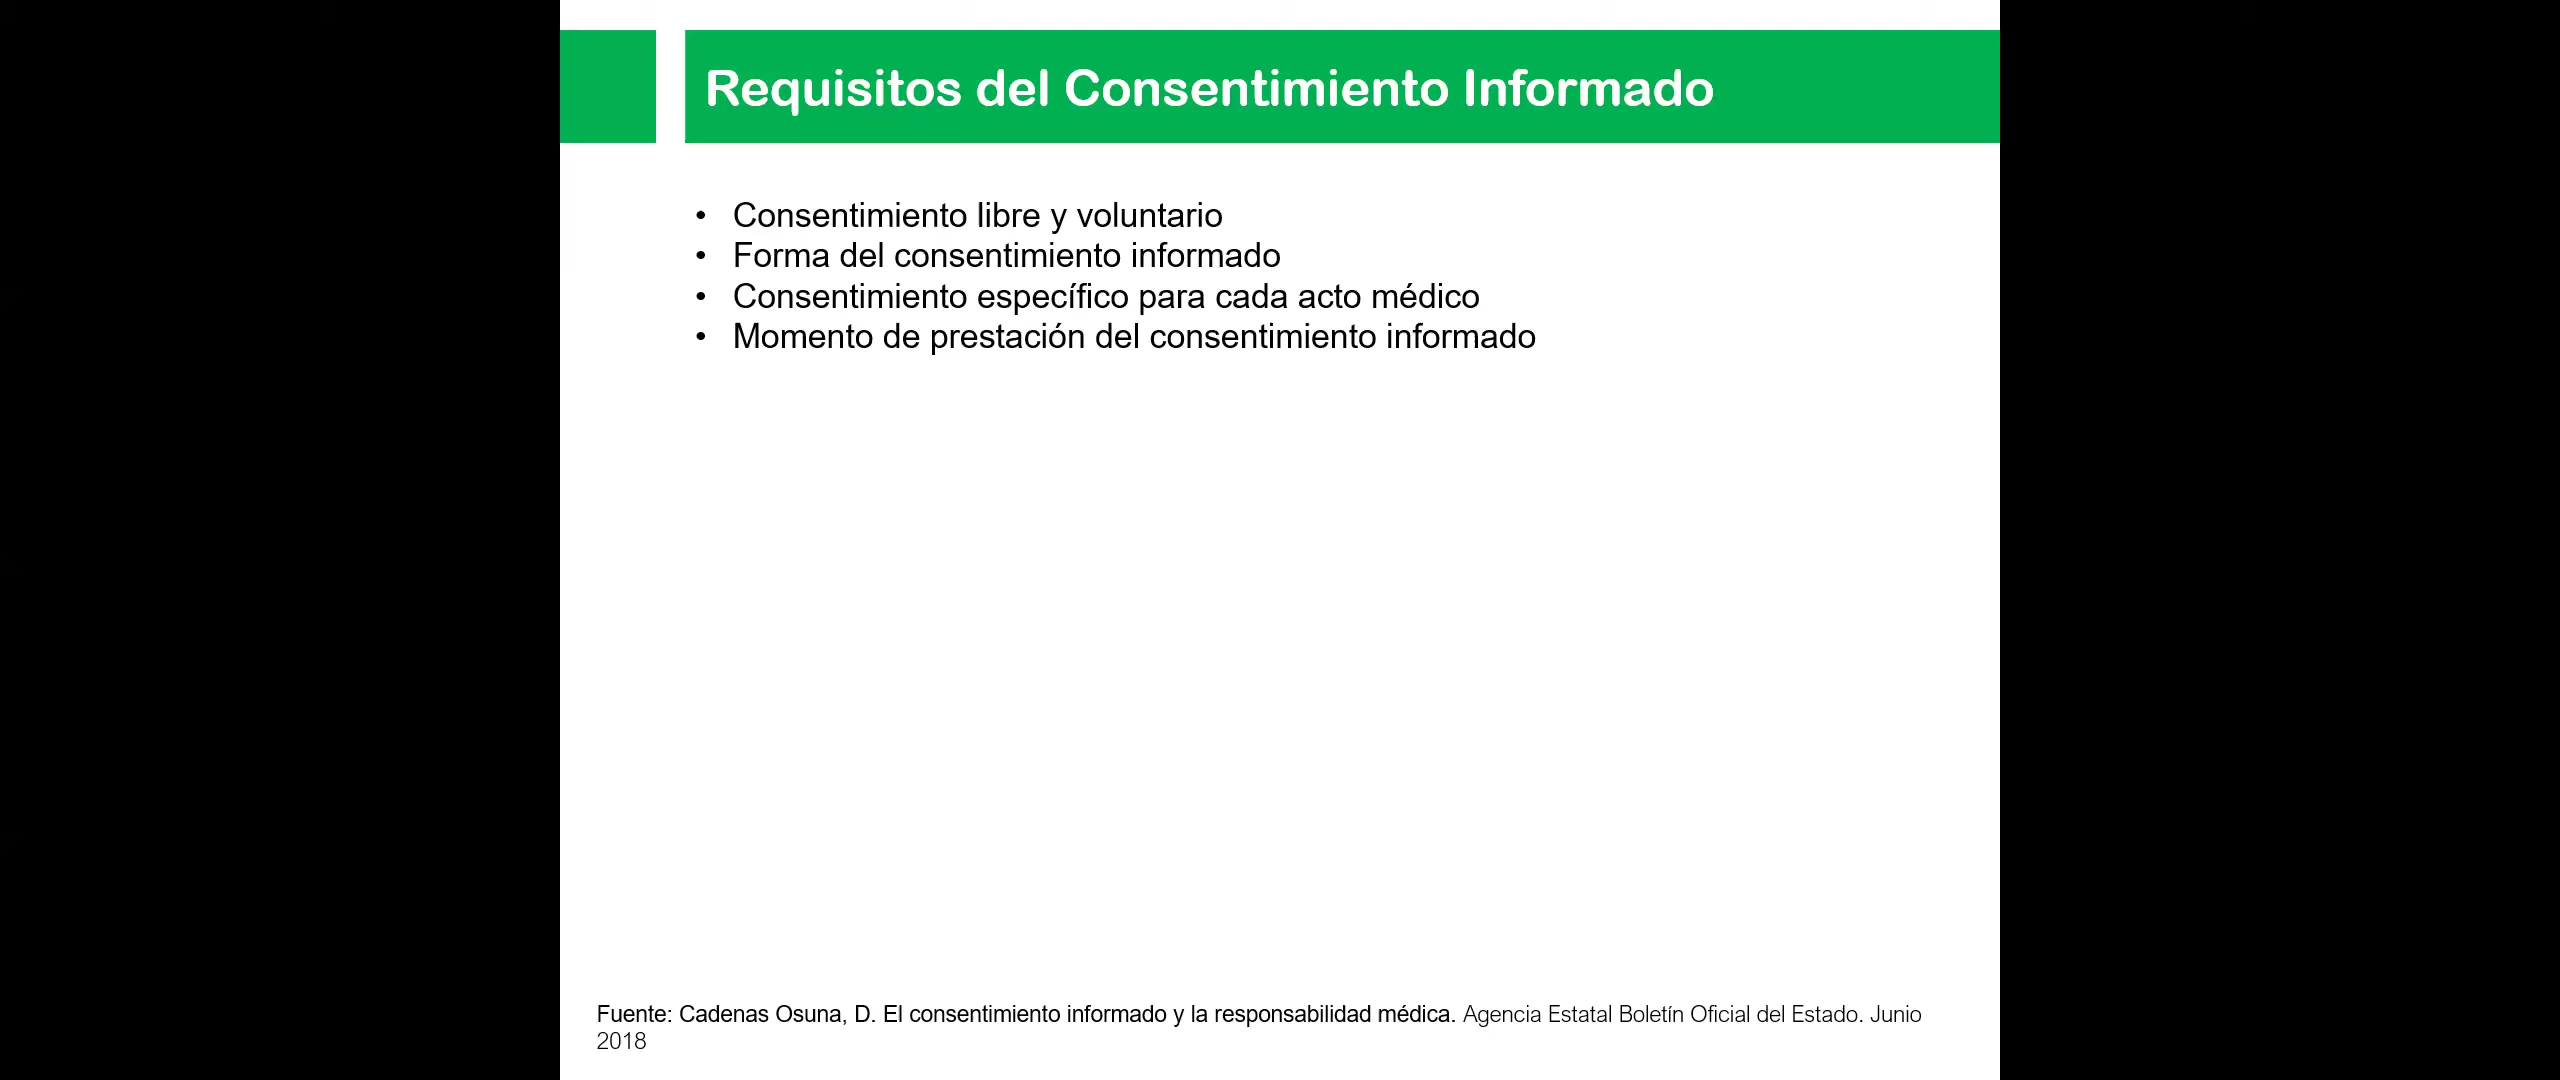 Requisitos del Consentimiento Informado
• Consentimiento libre y voluntario
• Forma del consentimiento informado
• Consentimiento específico para cada acto médico
• Momento de prestación del consentimiento informado
Fuente: Cadenas Osuna, D. El consentimiento informado y la responsabilidad médica. Agencia Estatal Boletín Oficial del Estado. Junio
2018